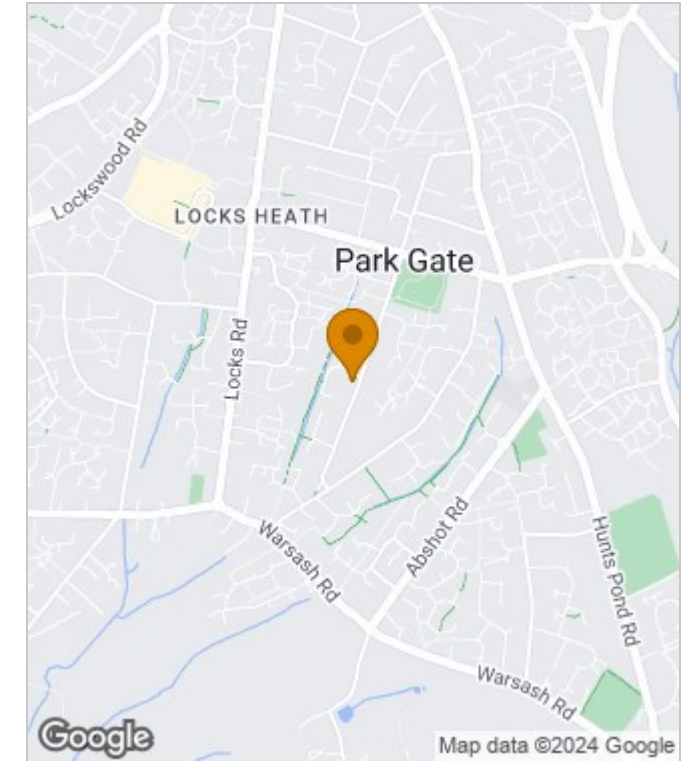 Lockswood Rd
LOCKS HEATH
Park Gate
Locks Rd
Abshot Rd
Hunts Pond Rd
Warsash Rd
Warsash Rd
Google
Map data ©2024 Google